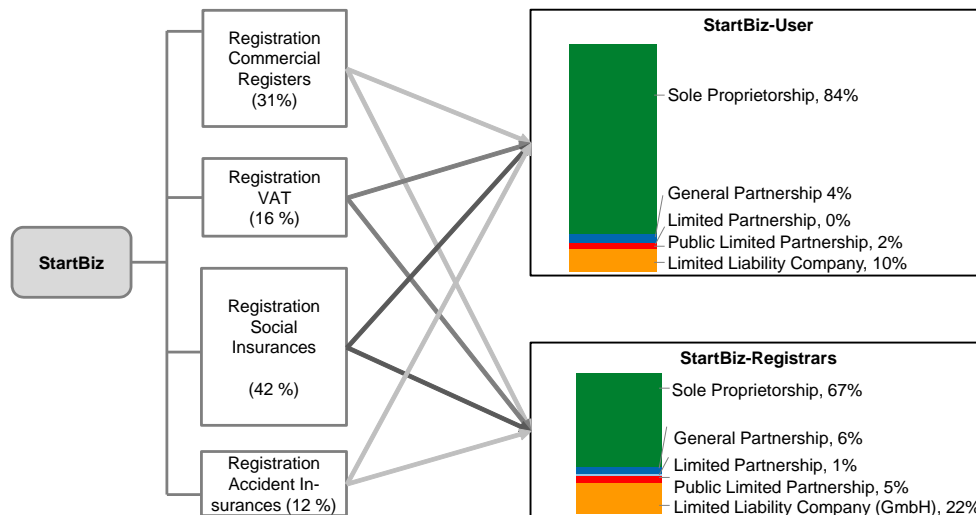 StartBiz
Registration
Commercial
Registers
(31%)
Registration
VAT
(16 %)
Registration
Social
Insurances
(42 %)
Registration
Accident In-
surances (12 %)
StartBiz-User
Sole Proprietorship, 84%
General Partnership 4%
Limited Partnership, 0%
Public Limited Partnership, 2%
Limited Liability Company, 10%
StartBiz-Registrars
Sole Proprietorship, 67%
General Partnership, 6%
Limited Partnership, 1%
Public Limited Partnership, 5%
Limited Liability Company (GmbH), 22%